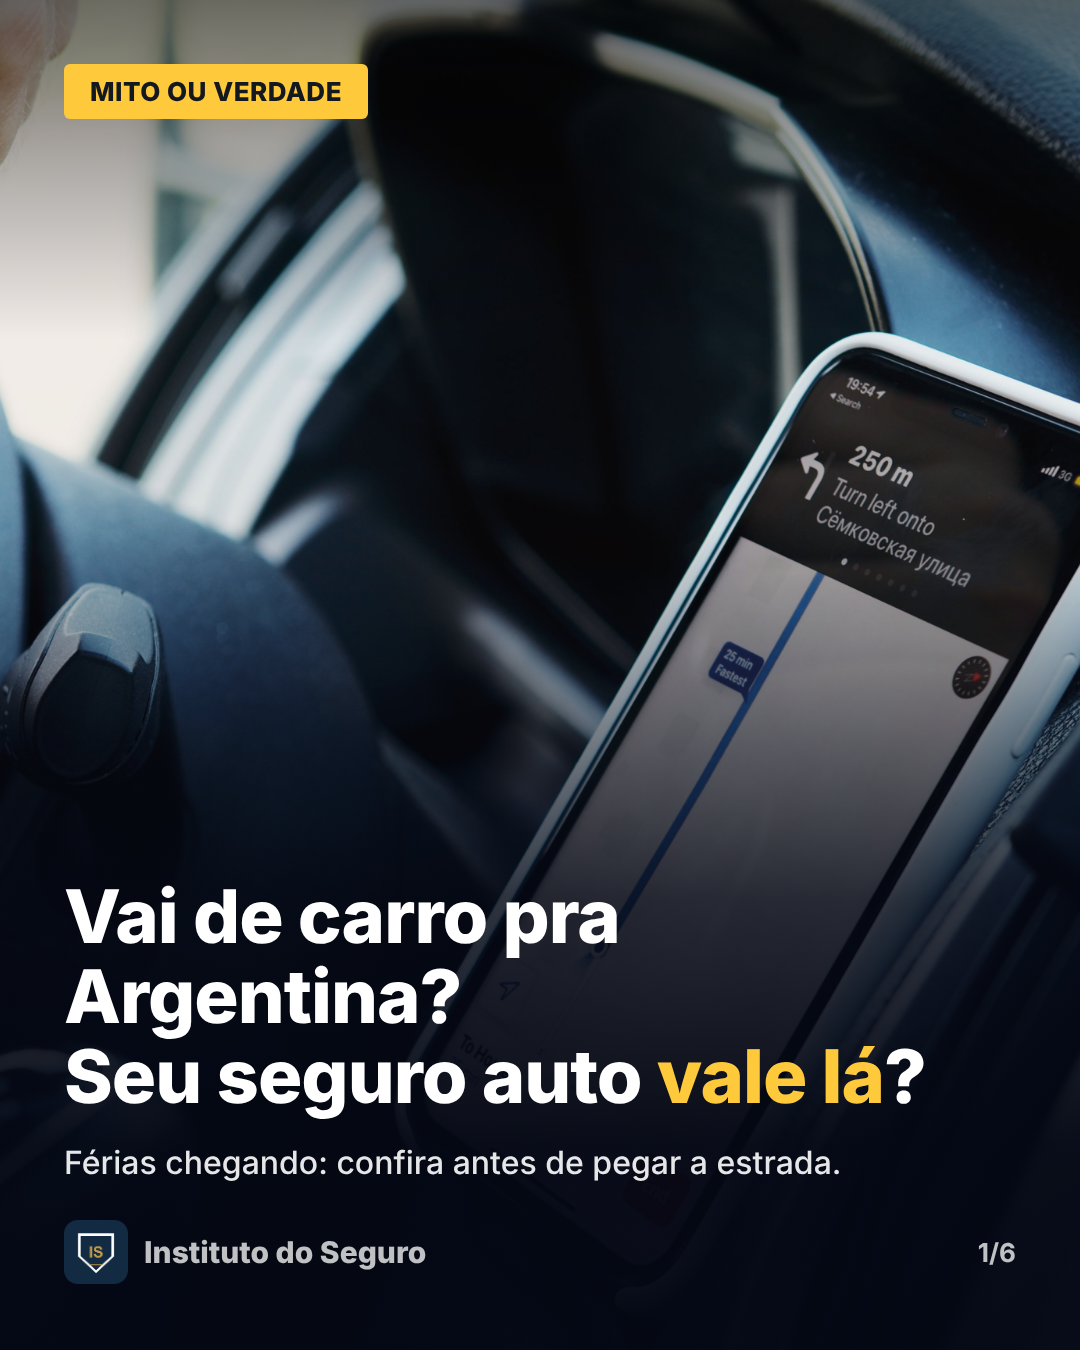 MITO OU VERDADE
19:54
Search
3G
250 m
Turn left onto
Сёмковская улица
25 min
Fastest
Vai de carro pra
Argentina?
Seu seguro auto vale lá?
Férias chegando: confira antes de pegar a estrada.
IS
Instituto do Seguro
1/6